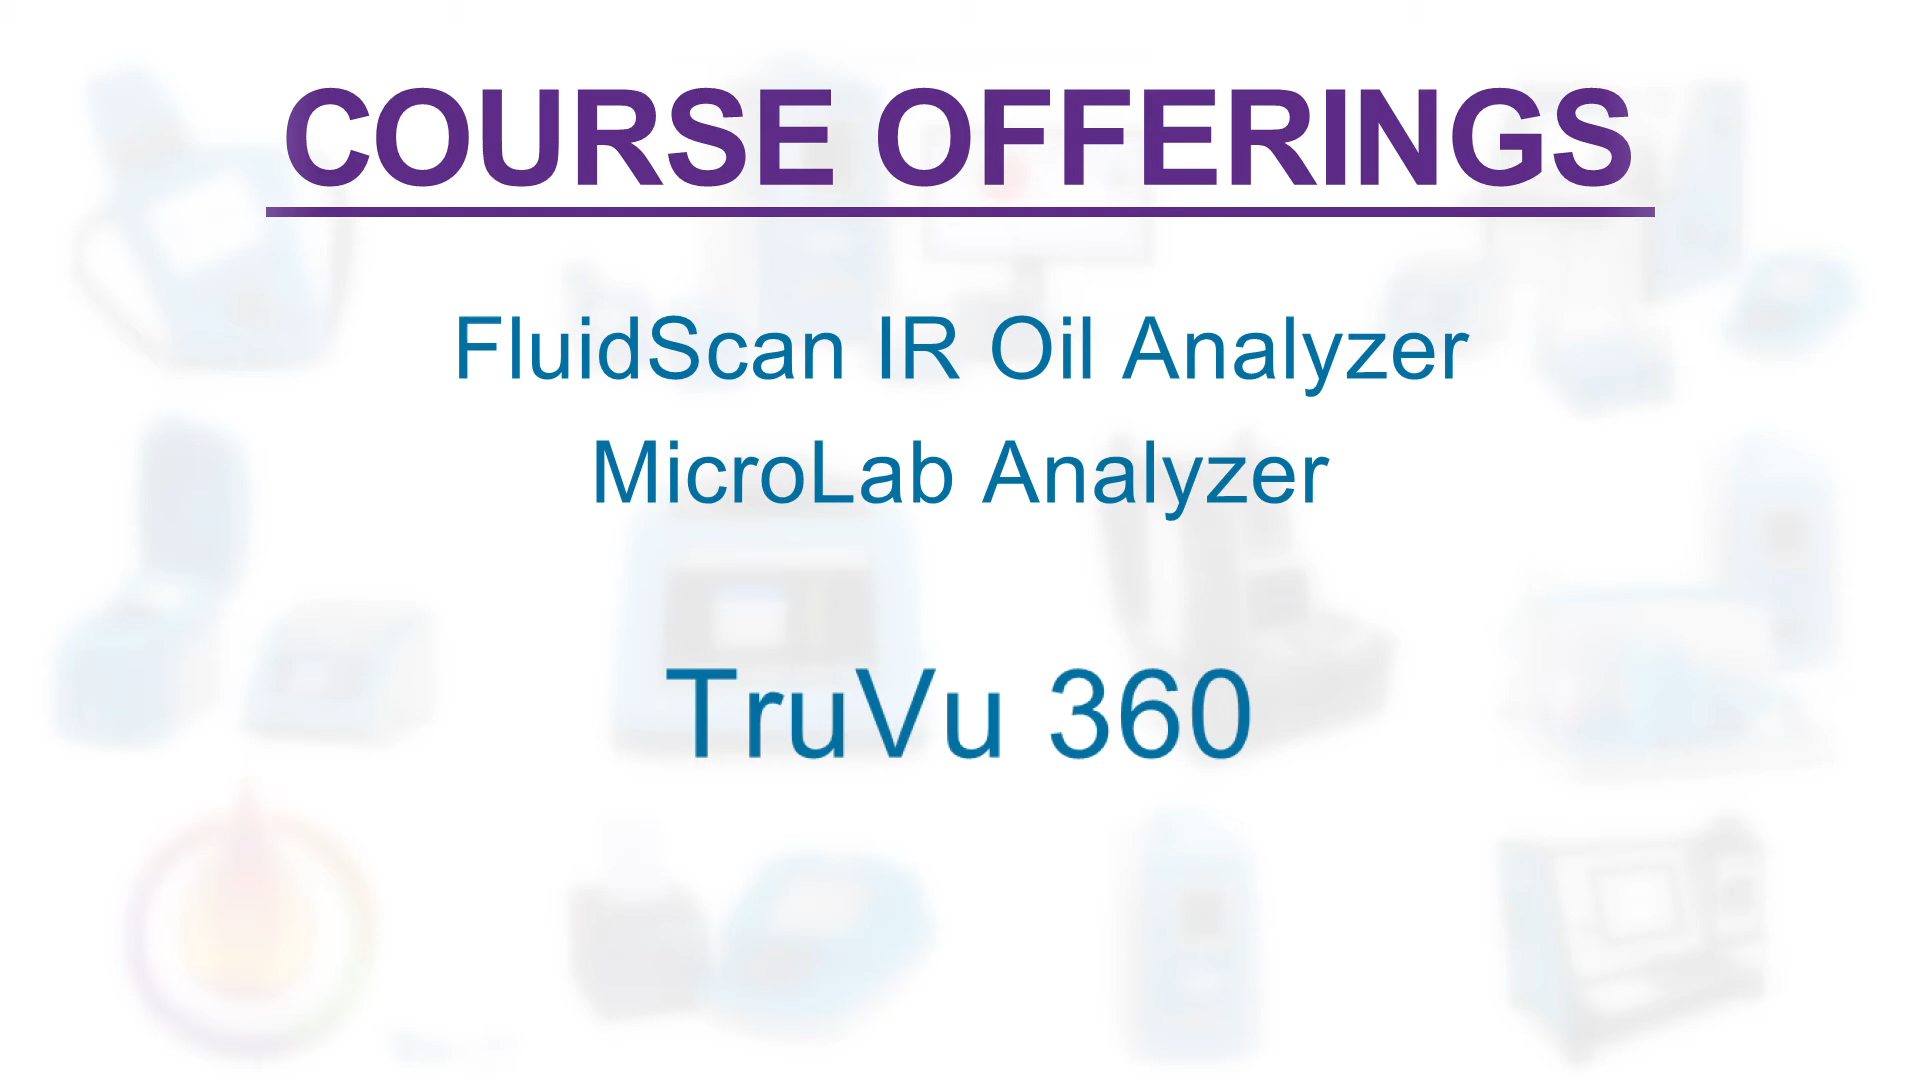 COURSE OFFERINGS
FluidScan IR Oil Analyzer
MicroLab Analyzer
TruVu 360